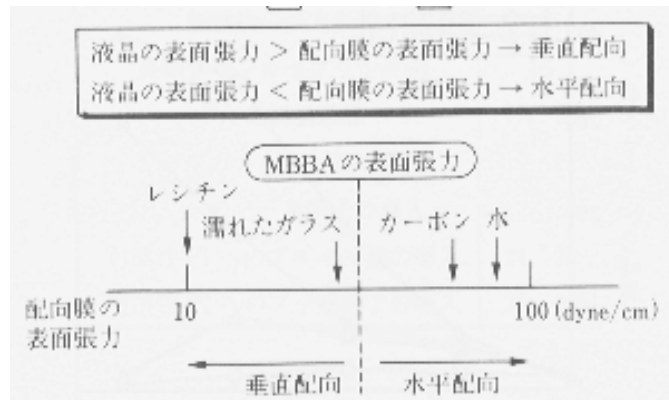 液晶の表面張力 > 配向膜の表面張力 → 垂直配向
液晶の表面張力 < 配向膜の表面張力 → 水平配向
MBBAの表面張力
レシチン
濡れたガラス カーボン 水
配向膜の
表面張力
10 100 (dyne/cm)
垂直配向 水平配向